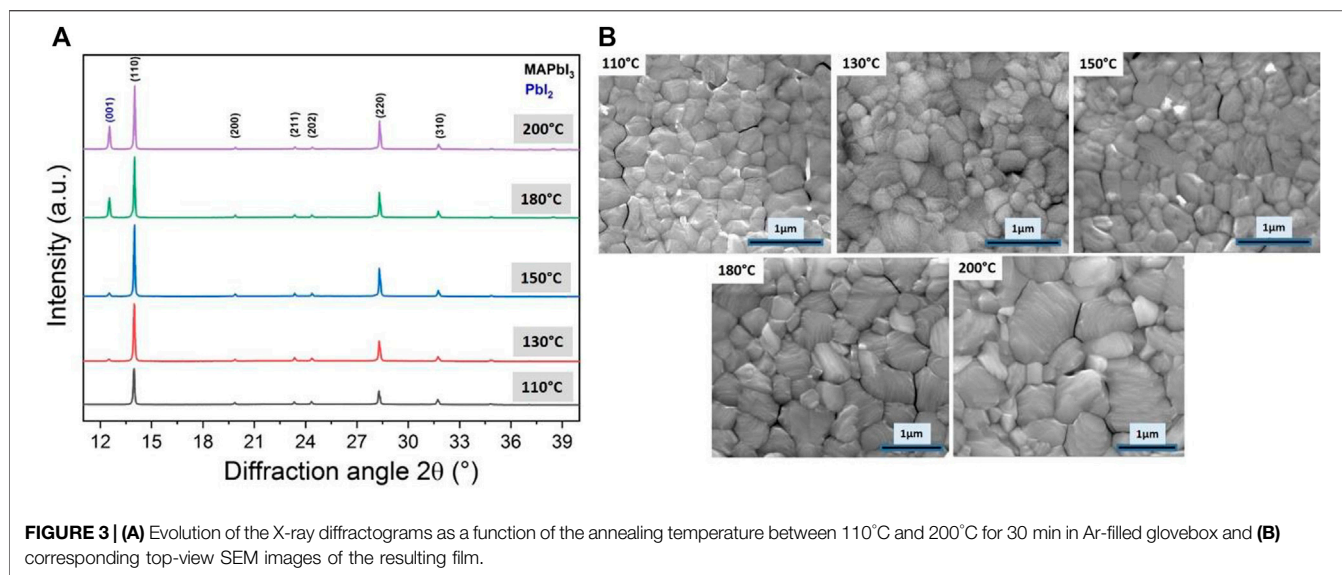 A
Intensity (a.u.)
Diffraction angle 2θ (°)
(001)
(110)
(200)
(211)
(202)
(220)
(310)
MAPbI₃
PbI₂
200°C
180°C
150°C
130°C
110°C
12 15 18 21 24 27 30 33 36 39
B
110°C
1μm
130°C
1μm
150°C
1μm
180°C
1μm
200°C
1μm
FIGURE 3 | (A) Evolution of the X-ray diffractograms as a function of the annealing temperature between 110°C and 200°C for 30 min in Ar-filled glovebox and (B)
corresponding top-view SEM images of the resulting film.